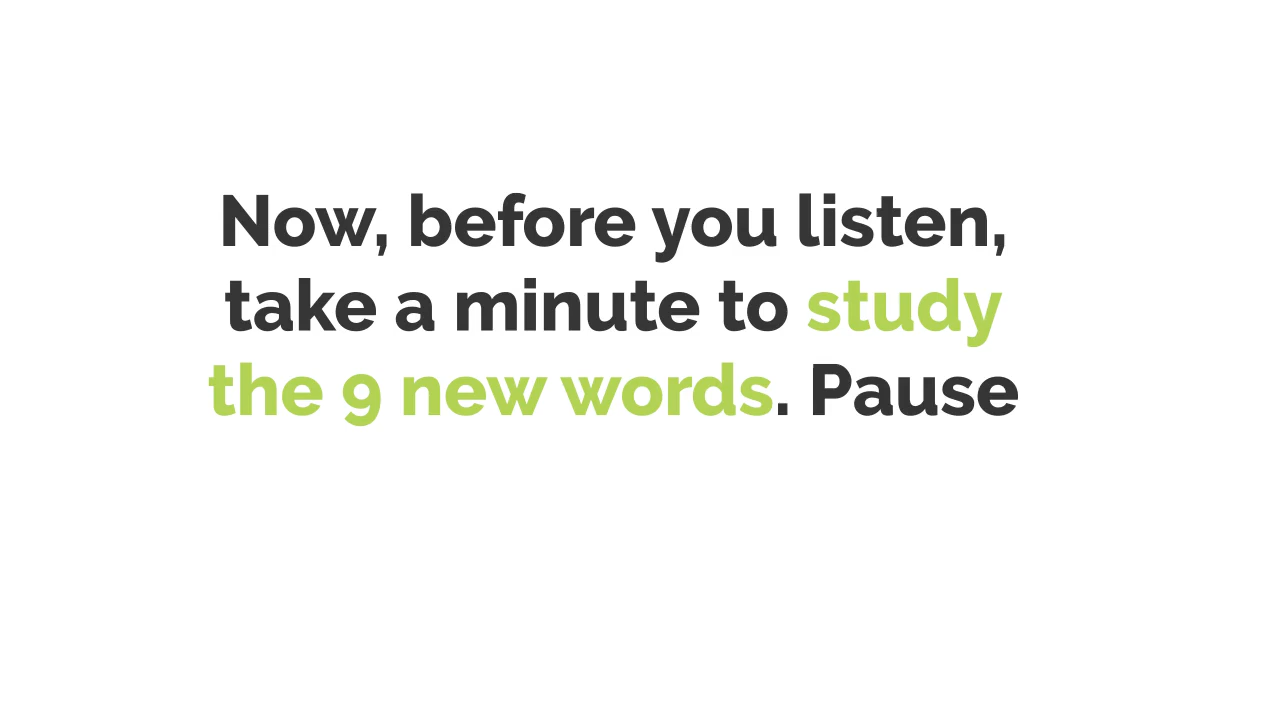 Now, before you listen,
take a minute to study
the 9 new words. Pause